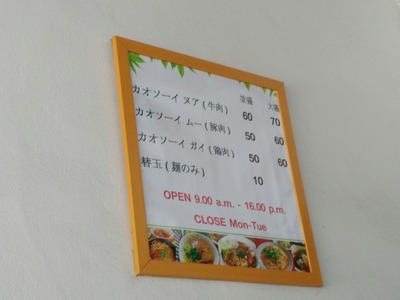 並盛 大盛
カオソーイ ヌア ( 牛肉 ) 60 70
カオソーイ ムー ( 豚肉 ) 50 60
カオソーイ ガイ ( 鶏肉 ) 50 60
替玉 ( 麺のみ ) 10
OPEN 9.00 a.m. - 16.00 p.m.
CLOSE Mon-Tue